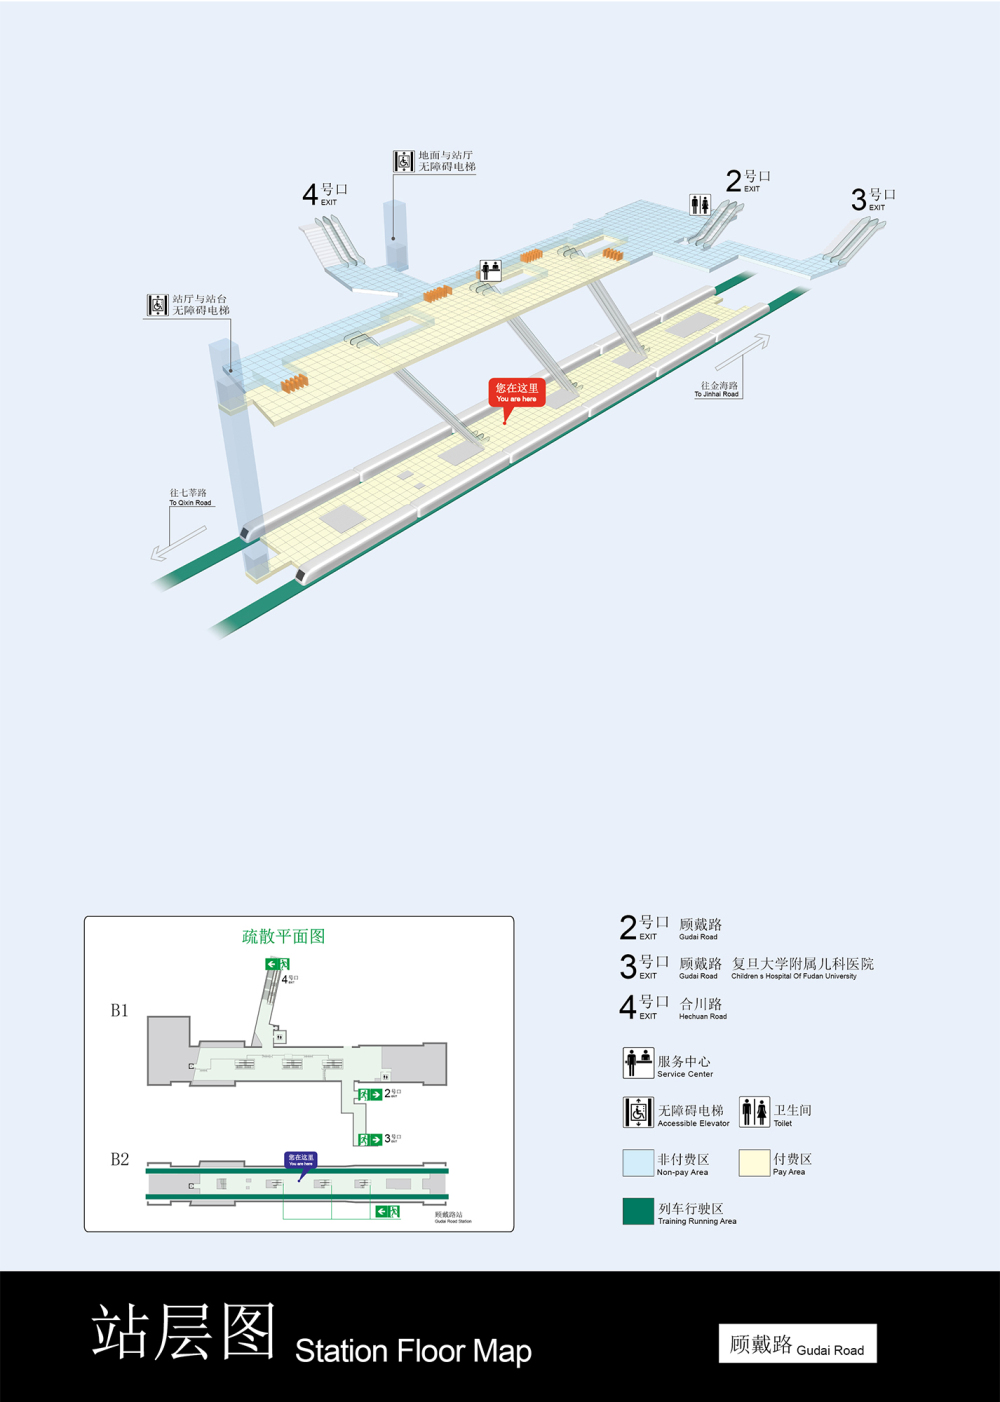 地面与站厅
无障碍电梯
4号口
EXIT
2号口
EXIT
3号口
EXIT
站厅与站台
无障碍电梯
您在这里
You are here
往金海路
To Jinhai Road
往七莘路
To Qixin Road
疏散平面图
4号口
EXIT
B1
2号口
EXIT
3号口
EXIT
B2
您在这里
You are here
顾戴路站
Gudai Road Station
2号口 顾戴路
EXIT Gudai Road
3号口 顾戴路 复旦大学附属儿科医院
EXIT Gudai Road Children s Hospital Of Fudan University
4号口 合川路
EXIT Hechuan Road
服务中心
Service Center
无障碍电梯 卫生间
Accessible Elevator Toilet
非付费区 付费区
Non-pay Area Pay Area
列车行驶区
Training Running Area
站层图 Station Floor Map
顾戴路 Gudai Road